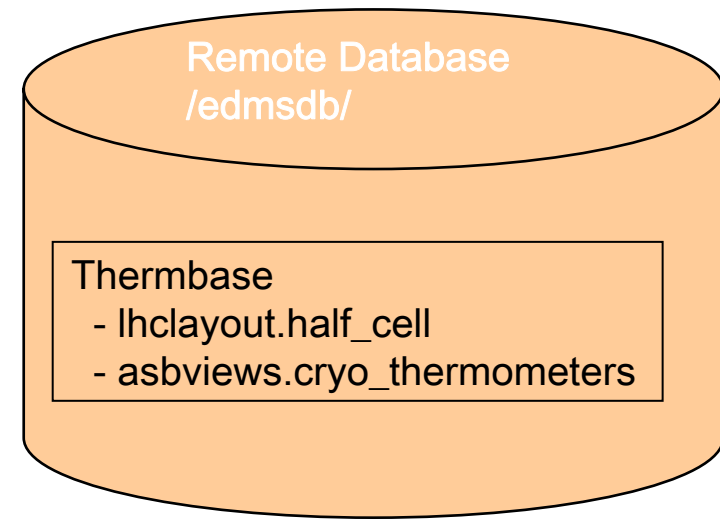 Remote Database
/edmsdb/
Thermbase
- lhclayout.half_cell
- asbviews.cryo_thermometers